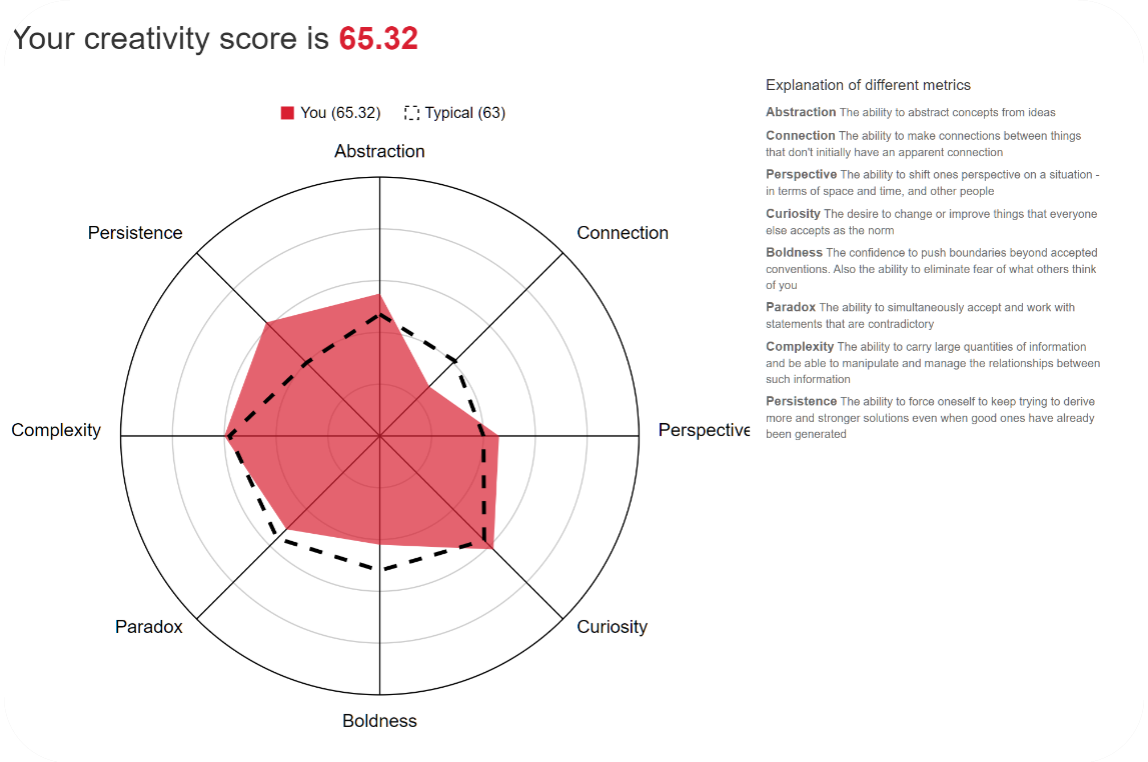 Your creativity score is 65.32
You (65.32) Typical (63)
Abstraction
Persistence
Connection
Complexity
Perspective
Paradox
Curiosity
Boldness
Explanation of different metrics
Abstraction The ability to abstract concepts from ideas
Connection The ability to make connections between things
that don't initially have an apparent connection
Perspective The ability to shift ones perspective on a situation -
in terms of space and time, and other people
Curiosity The desire to change or improve things that everyone
else accepts as the norm
Boldness The confidence to push boundaries beyond accepted
conventions. Also the ability to eliminate fear of what others think
of you
Paradox The ability to simultaneously accept and work with
statements that are contradictory
Complexity The ability to carry large quantities of information
and be able to manipulate and manage the relationships between
such information
Persistence The ability to force oneself to keep trying to derive
more and stronger solutions even when good ones have already
been generated